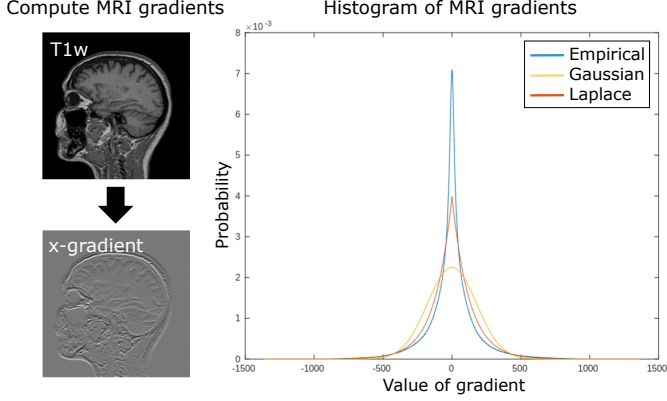 Compute MRI gradients
T1w
x-gradient
Histogram of MRI gradients
×10⁻³
Probability
8
7
6
5
4
3
2
1
0
-1500
-1000
-500
0
500
1000
1500
Value of gradient
Empirical
Gaussian
Laplace